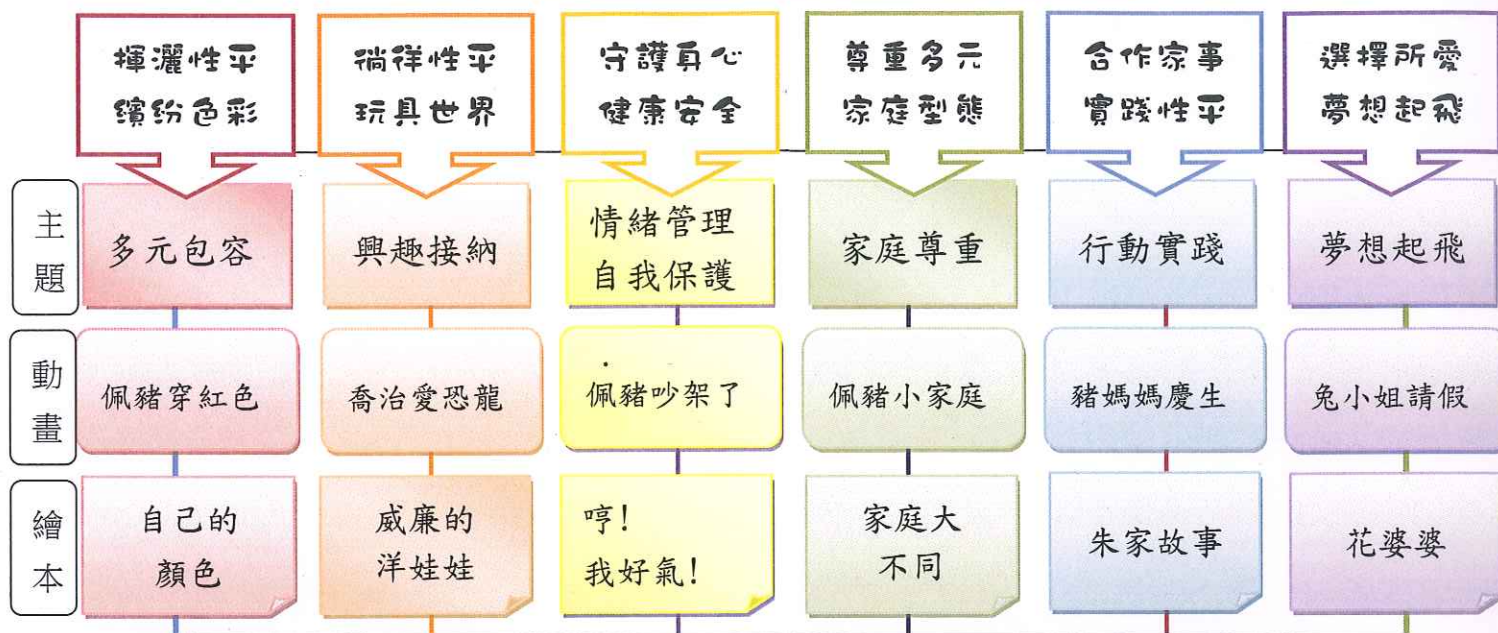 揮灑性平
繽紛色彩
徜徉性平
玩具世界
守護真心
健康安全
尊重多元
家庭型態
合作家事
實踐性平
選擇所愛
夢想起飛
主
題
多元包容
興趣接納
情緒管理
自我保護
家庭尊重
行動實踐
夢想起飛
動
畫
佩豬穿紅色
喬治愛恐龍
佩豬吵架了
佩豬小家庭
豬媽媽慶生
兔小姐請假
繪
本
自己的
顏色
威廉的
洋娃娃
哼!
我好氣!
家庭大
不同
朱家故事
花婆婆